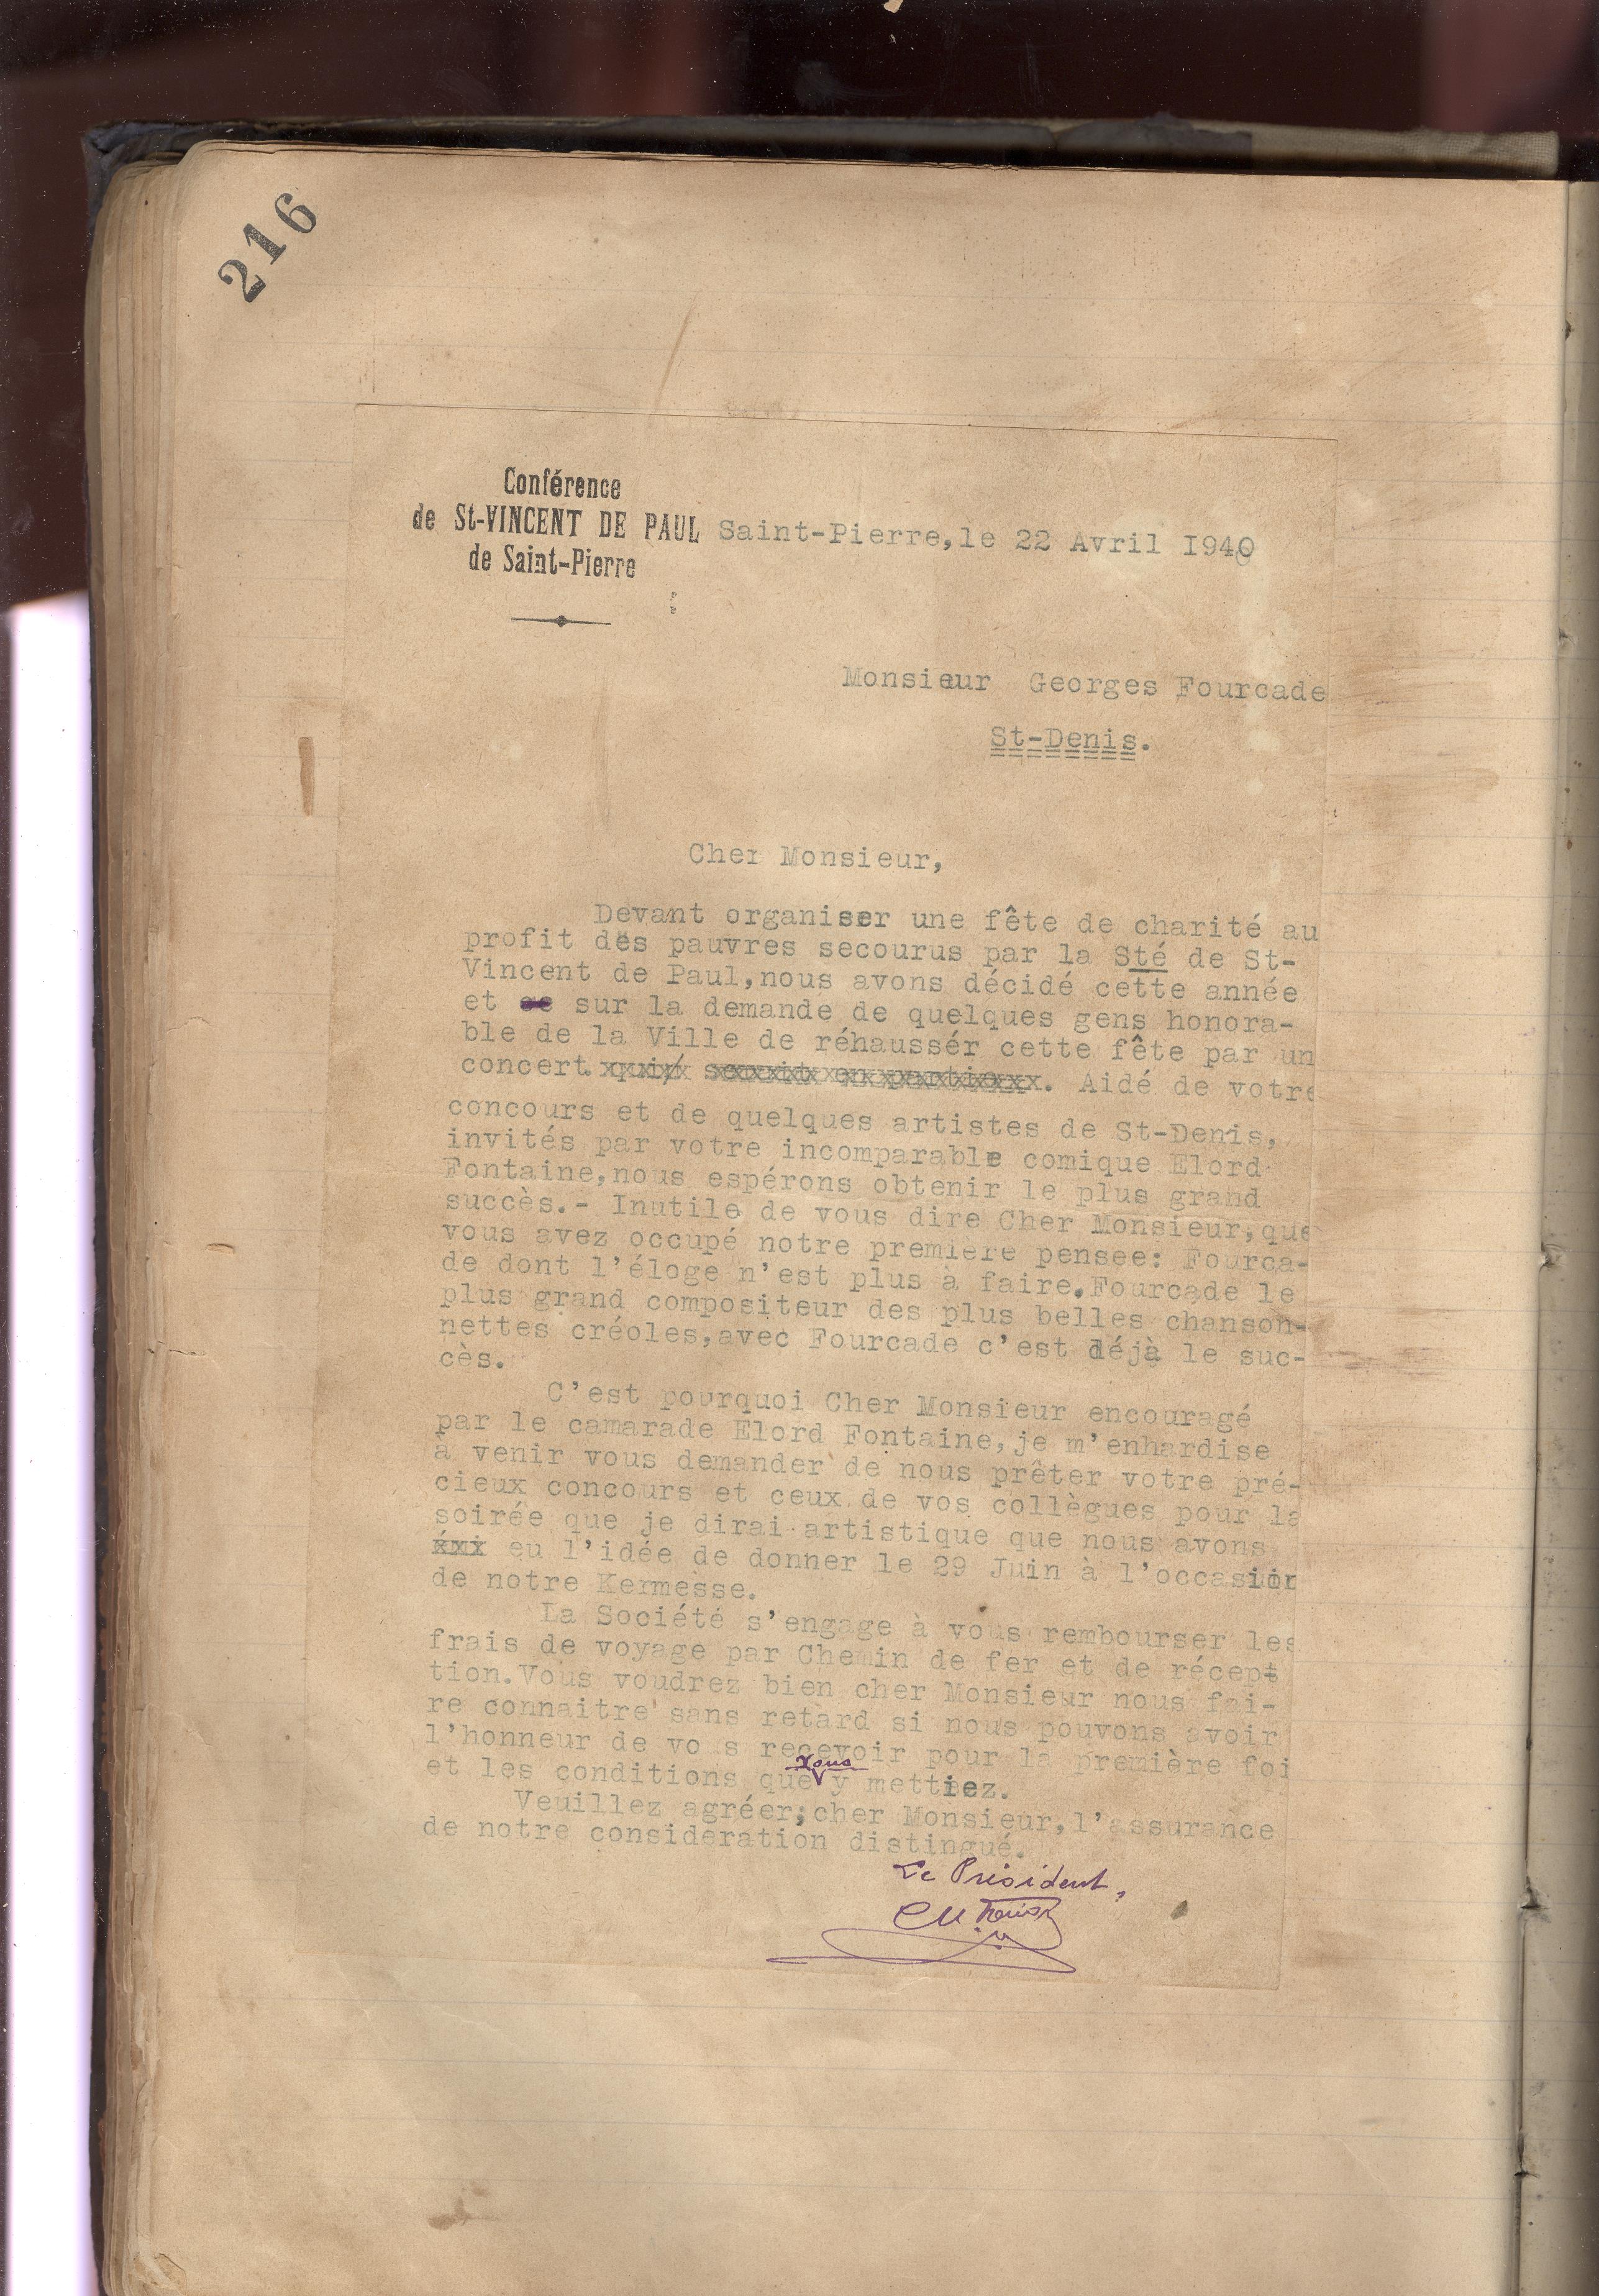 216
Conférence
de St-VINCENT DE PAUL
de Saint-Pierre
Saint-Pierre, le 22 Avril 1940
Monsieur Georges Fourcade
St-Denis.
Cher Monsieur,
Devant organiser une fête de charité au
profit des pauvres secourus par la Sté de St-
Vincent de Paul, nous avons décidé cette année
et sur la demande de quelques gens honora-
ble de la Ville de réhaussér cette fête par un
concert. Aidé de votre
concours et de quelques artistes de St-Denis,
invités par votre incomparable comique Elord
Fontaine, nous espérons obtenir le plus grand
succès.- Inutile de vous dire Cher Monsieur, que
vous avez occupé notre première pensee: Fourca-
de dont l'éloge n'est plus à faire. Fourcade le
plus grand compositeur des plus belles chanson-
nettes créoles, avec Fourcade c'est déjà le suc-
cès.
C'est pourquoi Cher Monsieur encouragé
par le camarade Elord Fontaine, je m'enhardise
à venir vous demander de nous prêter votre pré-
cieux concours et ceux de vos collègues pour la
soirée que je dirai artistique que nous avons
eu l'idée de donner le 29 Juin à l'occasion
de notre Kermesse.
La Société s'engage à vous rembourser les
frais de voyage par Chemin de fer et de récept
tion. Vous voudrez bien cher Monsieur nous fai-
re connaitre sans retard si nous pouvons avoir
l'honneur de vo s recevoir pour la première foi
et les conditions que vous y mettiez.
Veuillez agréer; cher Monsieur, l'assurance
de notre consideration distingué.
Le Président,